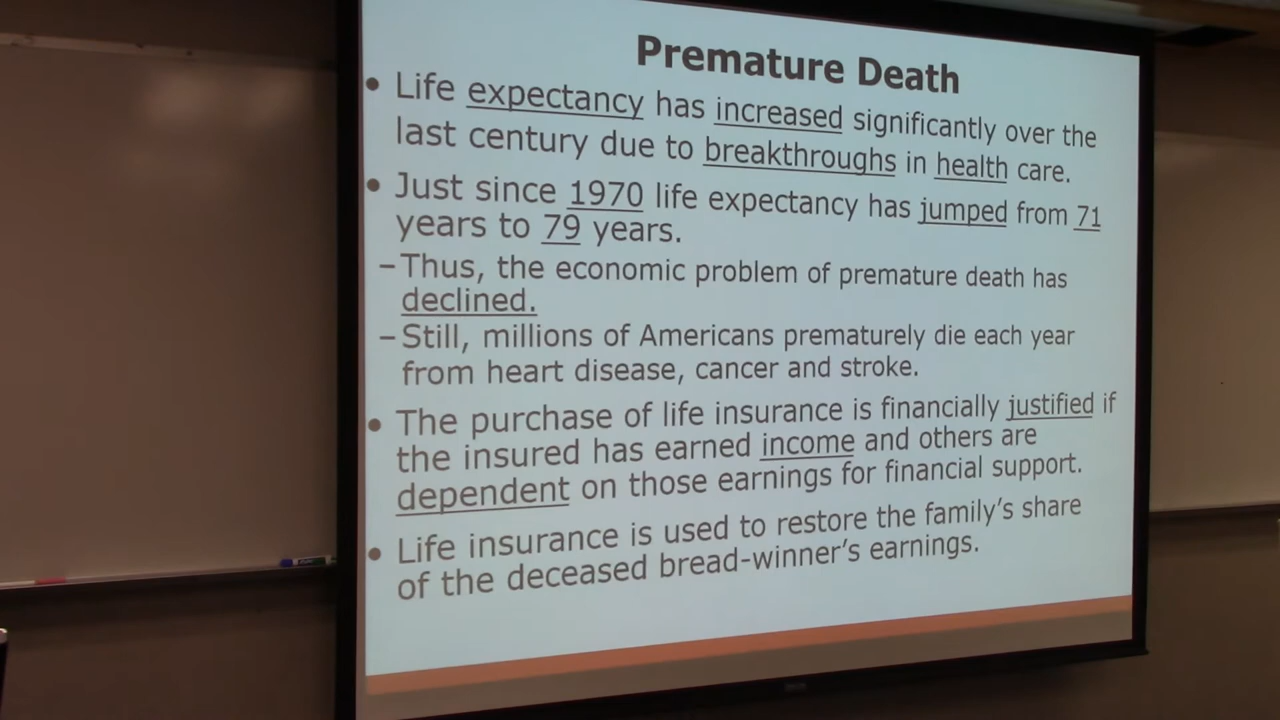 Premature Death
• Life expectancy has increased significantly over the
last century due to breakthroughs in health care.
• Just since 1970 life expectancy has jumped from 71
years to 79 years.
–Thus, the economic problem of premature death has
declined.
–Still, millions of Americans prematurely die each year
from heart disease, cancer and stroke.
• The purchase of life insurance is financially justified if
the insured has earned income and others are
dependent on those earnings for financial support.
• Life insurance is used to restore the family’s share
of the deceased bread-winner’s earnings.